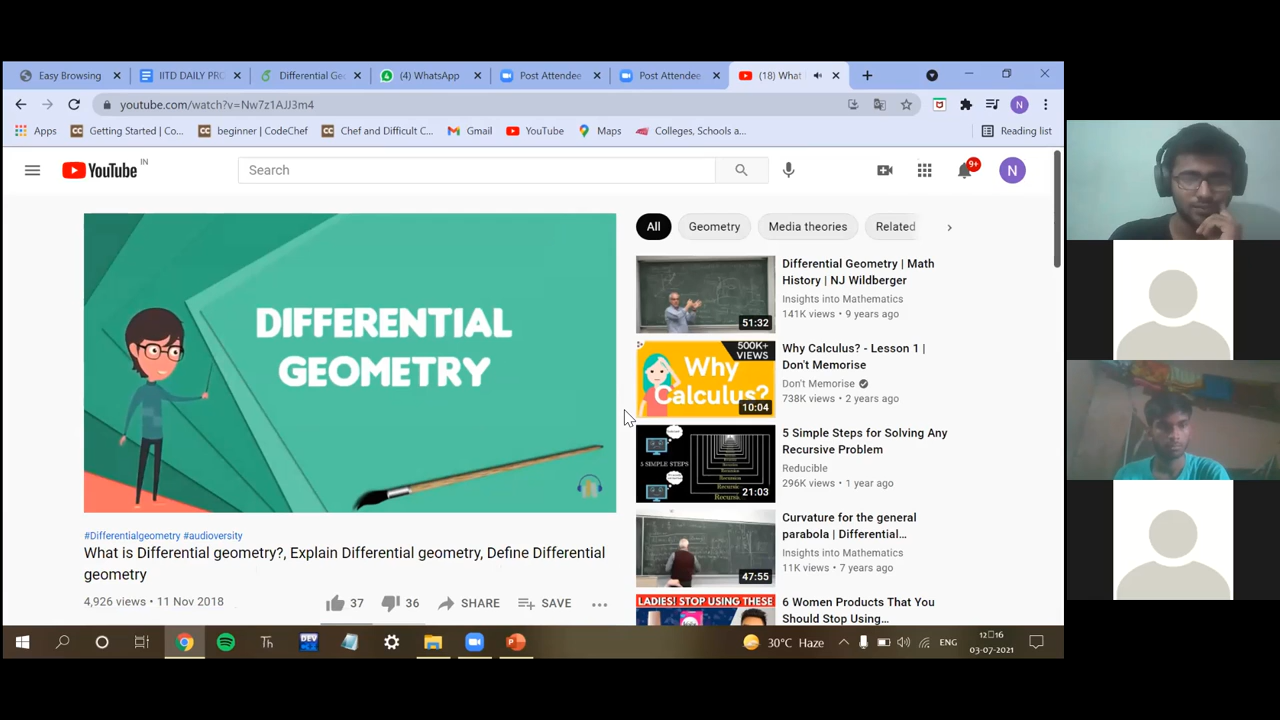 Easy Browsing
IITD DAILY PR
Differential Ge
(4) WhatsApp
Post Attendee
Post Attendee
(18) What
youtube.com/watch?v=Nw7z1AJJ3m4
N
Apps
Getting Started | Co...
beginner | CodeChef
Chef and Difficult C...
Gmail
YouTube
Maps
Colleges, Schools a...
Reading list
YouTube IN
Search
9+
N
DIFFERENTIAL
GEOMETRY
#Differentialgeometry #audioversity
What is Differential geometry?, Explain Differential geometry, Define Differential
geometry
4,926 views • 11 Nov 2018
37
36
SHARE
SAVE
All
Geometry
Media theories
Related
51:32
Differential Geometry | Math
History | NJ Wildberger
Insights into Mathematics
141K views • 9 years ago
500K+
VIEWS
Why
Calculus?
10:04
Why Calculus? - Lesson 1 |
Don't Memorise
Don't Memorise
738K views • 2 years ago
5 SIMPLE STEPS
21:03
5 Simple Steps for Solving Any
Recursive Problem
Reducible
296K views • 1 year ago
47:55
Curvature for the general
parabola | Differential...
Insights into Mathematics
11K views • 7 years ago
LADIES! STOP USING THESE
6 Women Products That You
Should Stop Using...
Th
DEV
30°C Haze
ENG
12:16
03-07-2021